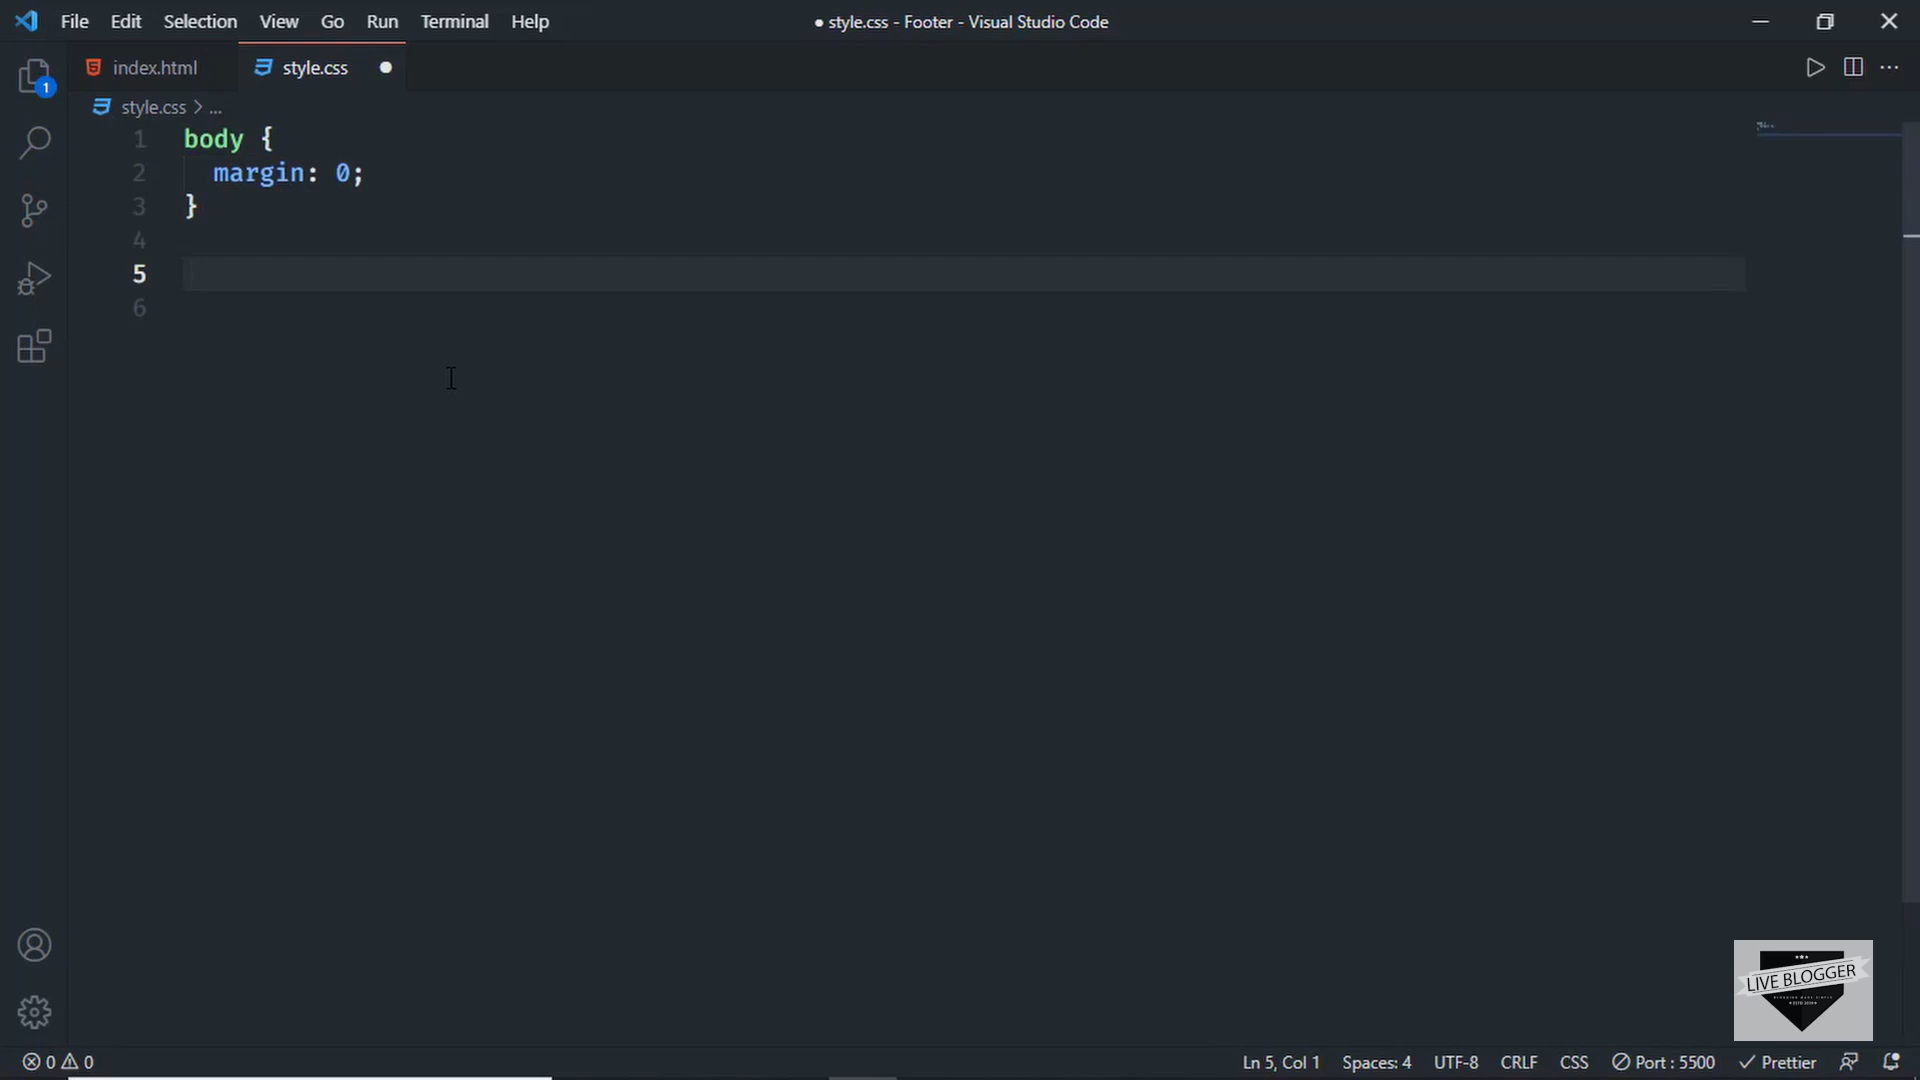 File Edit Selection View Go Run Terminal Help
● style.css - Footer - Visual Studio Code
index.html
style.css
style.css > ...
1 body {
2 margin: 0;
3 }
4
5
6
1
LIVE BLOGGER
0 0
Ln 5, Col 1 Spaces: 4 UTF-8 CRLF CSS Port : 5500 Prettier